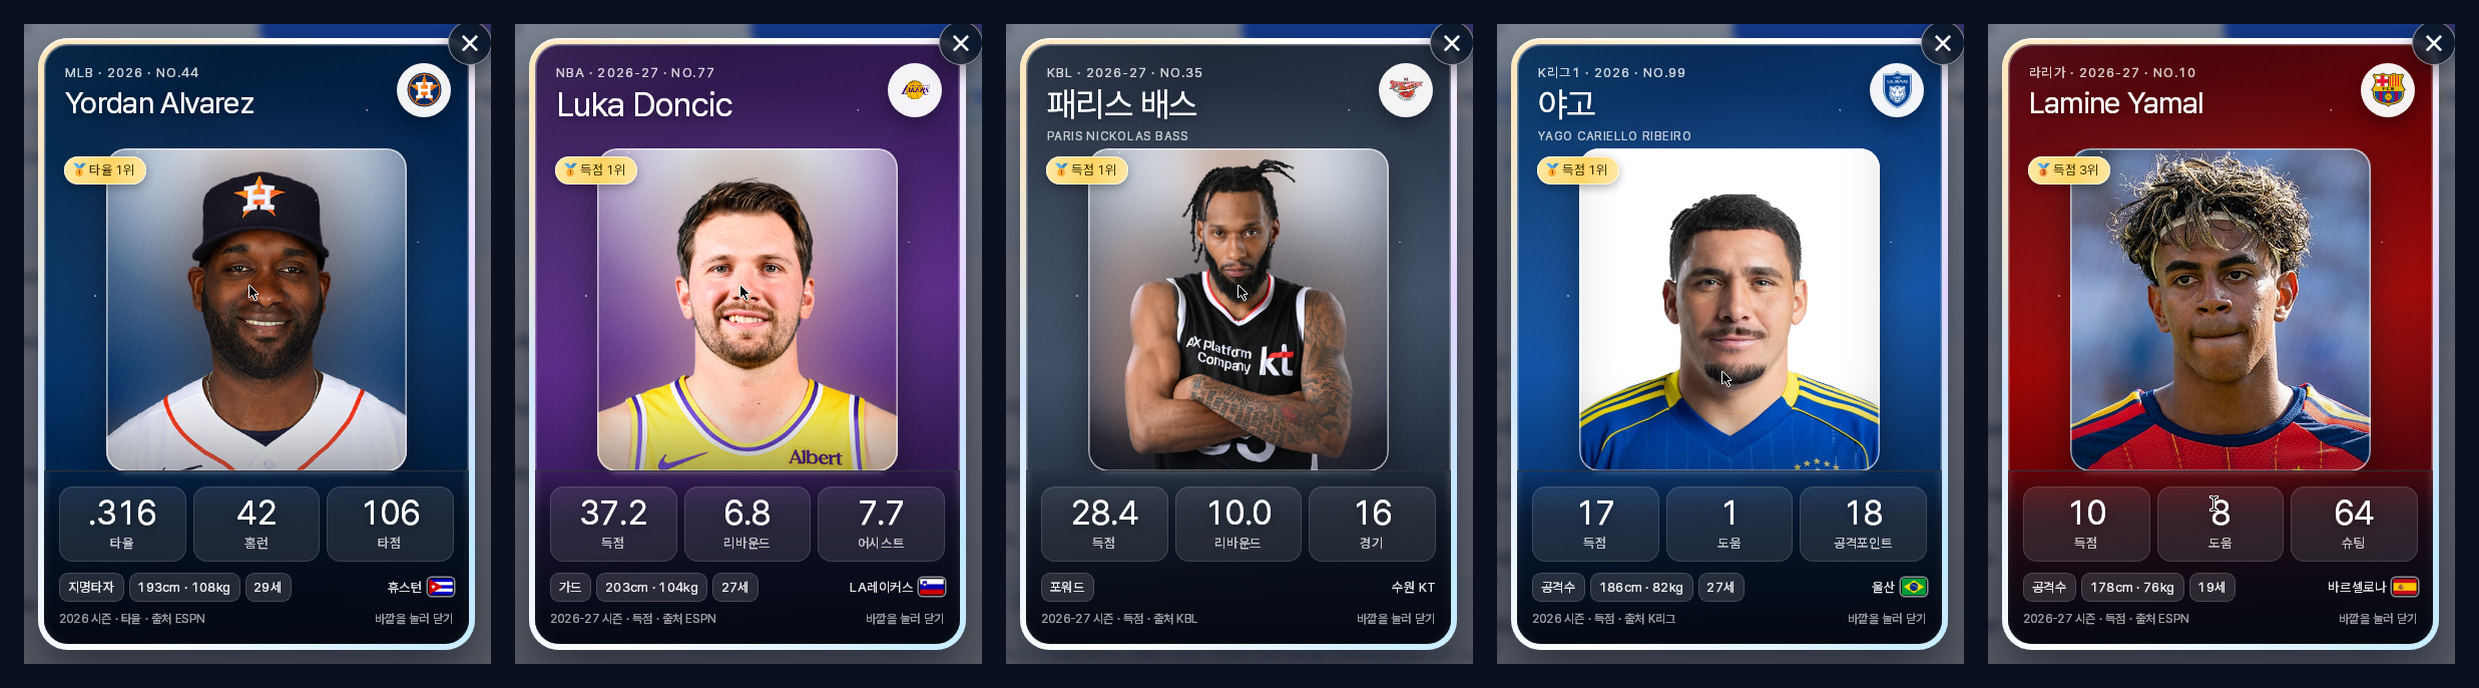 MLB · 2026 · NO.44
Yordan Alvarez
타율 1위
.316
타율
42
홈런
106
타점
지명타자
193cm · 108kg
29세
휴스턴
2026 시즌 · 타율 · 출처 ESPN
바깥을 눌러 닫기
NBA · 2026-27 · NO.77
Luka Doncic
LAKERS
득점 1위
Albert
37.2
득점
6.8
리바운드
7.7
어시스트
가드
203cm · 104kg
27세
LA레이커스
2026-27 시즌 · 득점 · 출처 ESPN
바깥을 눌러 닫기
KBL · 2026-27 · NO.35
패리스 배스
PARIS NICKOLAS BASS
득점 1위
AX Platform
Company
kt
28.4
득점
10.0
리바운드
16
경기
포워드
수원 KT
2026-27 시즌 · 득점 · 출처 KBL
바깥을 눌러 닫기
K리그1 · 2026 · NO.99
야고
YAGO CARIELLO RIBEIRO
득점 1위
17
득점
1
도움
18
공격포인트
공격수
186cm · 82kg
27세
울산
2026 시즌 · 득점 · 출처 K리그
바깥을 눌러 닫기
라리가 · 2026-27 · NO.10
Lamine Yamal
득점 3위
10
득점
8
도움
64
슈팅
공격수
178cm · 76kg
19세
바르셀로나
2026-27 시즌 · 득점 · 출처 ESPN
바깥을 눌러 닫기